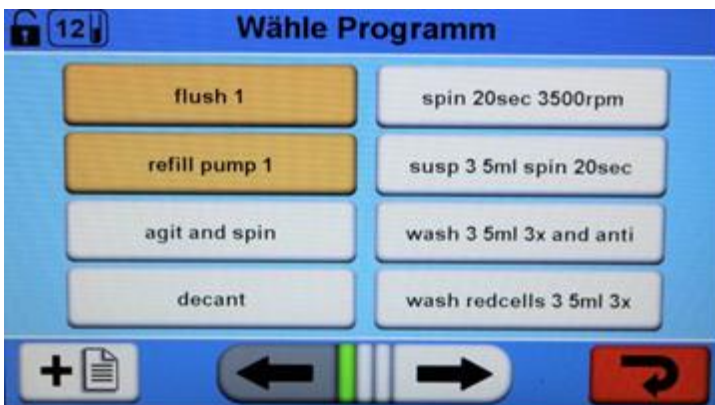 12
Wähle Programm
flush 1
spin 20sec 3500rpm
refill pump 1
susp 3 5ml spin 20sec
agit and spin
wash 3 5ml 3x and anti
decant
wash redcells 3 5ml 3x